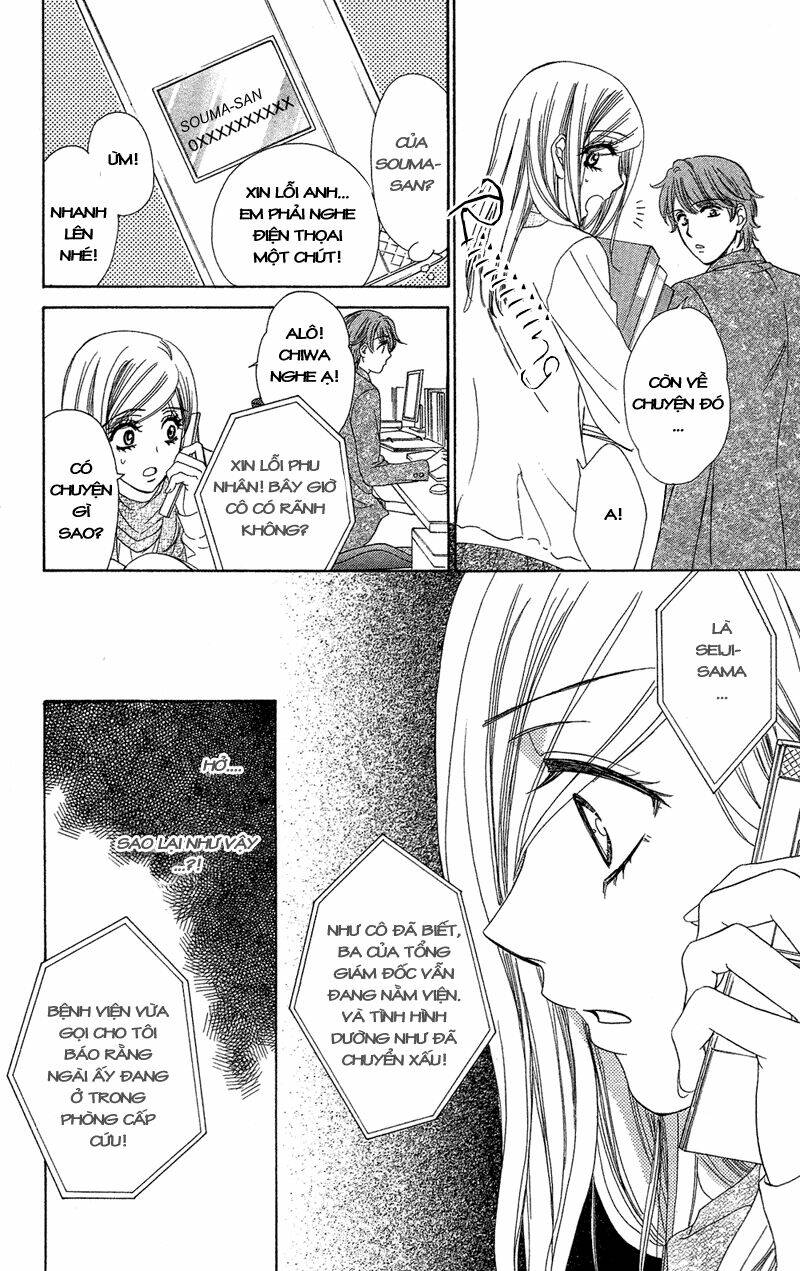 CÒN VỀ
CHUYỆN ĐÓ
...
A!
SOUMA-SAN
0XXXXXXXXXX
CỦA
SOUMA-
SAN?
XIN LỖI ANH...
EM PHẢI NGHE
ĐIỆN THOẠI
MỘT CHÚT!
ỪM!
NHANH
LÊN
NHÉ!
ALÔ!
CHIWA
NGHE Ạ!
XIN LỖI PHU
NHÂN! BÂY GIỜ
CÔ CÓ RÃNH
KHÔNG?
CÓ
CHUYỆN
GÌ
SAO?
LÀ
SEIJI-
SAMA
...
NHƯ CÔ ĐÃ BIẾT,
BA CỦA TỔNG
GIÁM ĐỐC VẪN
ĐANG NẰM VIỆN.
VÀ TÌNH HÌNH
DƯỜNG NHƯ ĐÃ
CHUYỂN XẤU!
HỞ....
SAO LẠI NHƯ VẬY
...?!
BỆNH VIỆN VỪA
GỌI CHO TÔI
BÁO RẰNG
NGÀI ẤY ĐANG
Ở TRONG
PHÒNG CẤP
CỨU!